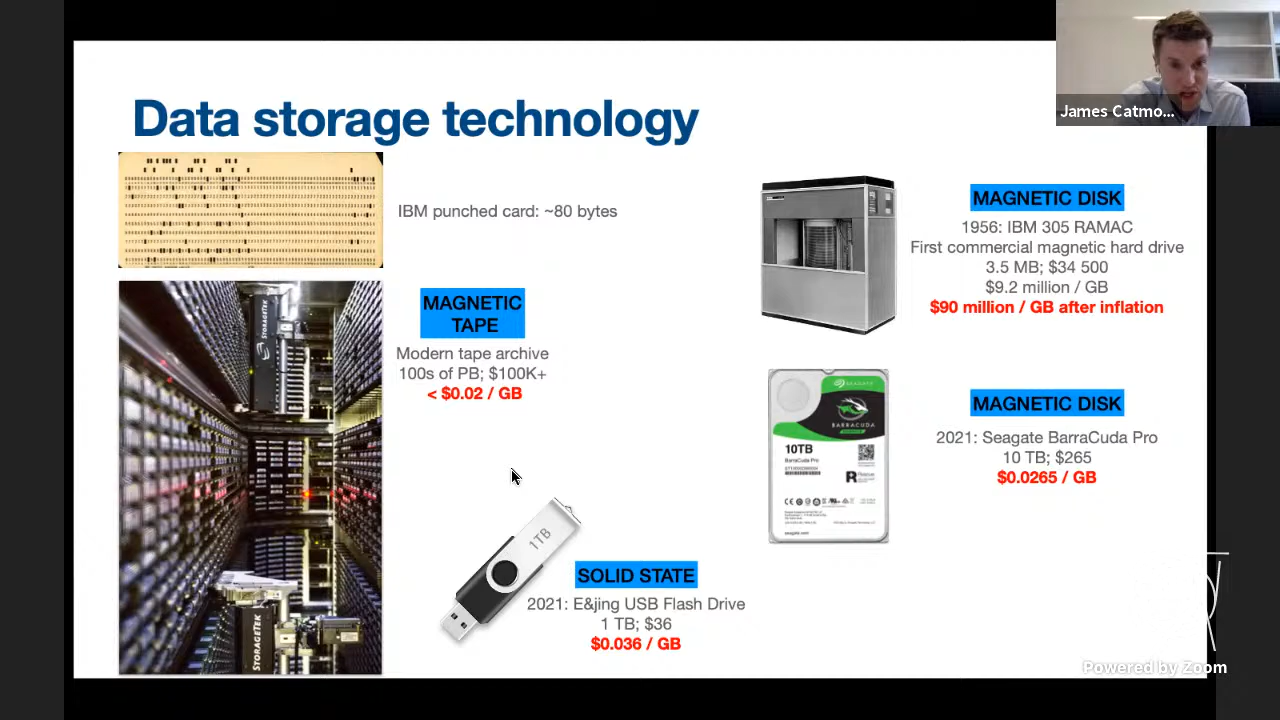 James Catmo...
Data storage technology
IBM punched card: ~80 bytes
MAGNETIC DISK
1956: IBM 305 RAMAC
First commercial magnetic hard drive
3.5 MB; $34 500
$9.2 million / GB
$90 million / GB after inflation
MAGNETIC
TAPE
Modern tape archive
100s of PB; $100K+
< $0.02 / GB
STORAGETEK
STORAGETEK
SEAGATE
BARRACUDA
10TB
BarraCuda Pro
seagate.com
MAGNETIC DISK
2021: Seagate BarraCuda Pro
10 TB; $265
$0.0265 / GB
1TB
SOLID STATE
2021: E&jing USB Flash Drive
1 TB; $36
$0.036 / GB
Powered by Zoom